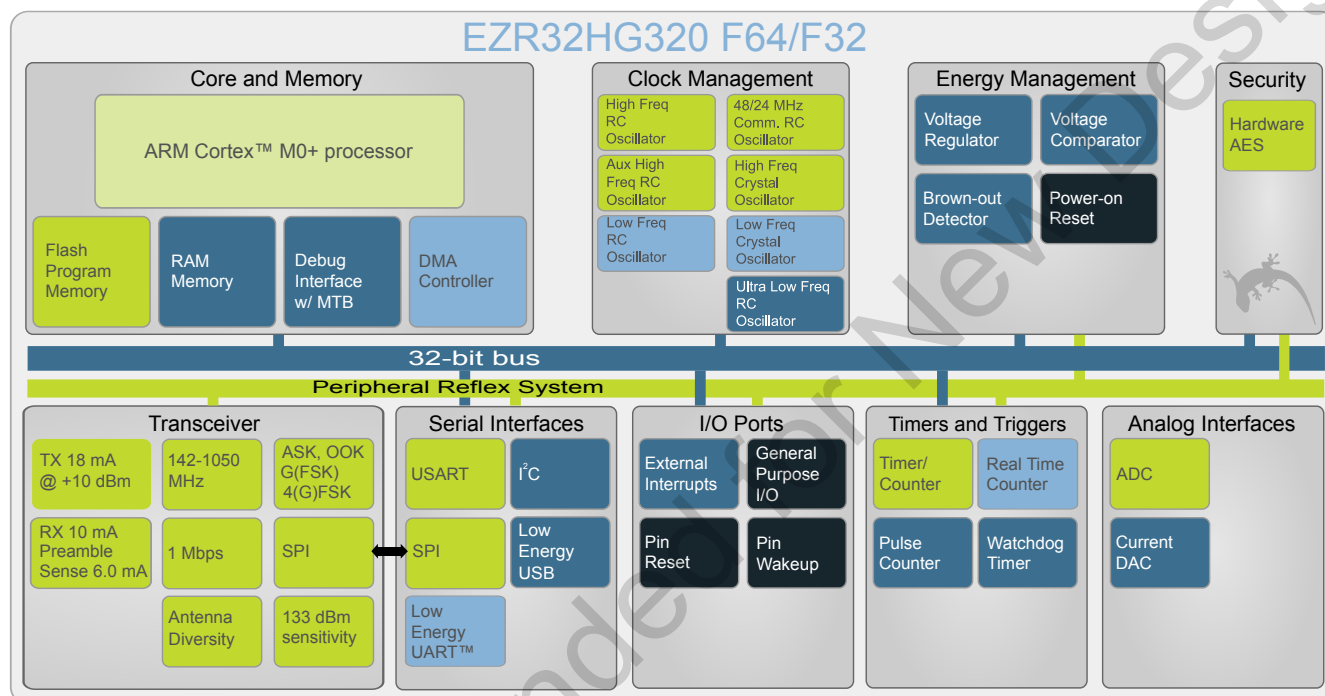 EZR32HG320 F64/F32
Core and Memory
ARM Cortex™ M0+ processor
Flash
Program
Memory
RAM
Memory
Debug
Interface
w/ MTB
DMA
Controller
Clock Management
High Freq
RC
Oscillator
48/24 MHz
Comm. RC
Oscillator
Aux High
Freq RC
Oscillator
High Freq
Crystal
Oscillator
Low Freq
RC
Oscillator
Low Freq
Crystal
Oscillator
Ultra Low Freq
RC
Oscillator
Energy Management
Voltage
Regulator
Voltage
Comparator
Brown-out
Detector
Power-on
Reset
Security
Hardware
AES
32-bit bus
Peripheral Reflex System
Transceiver
TX 18 mA
@ +10 dBm
142-1050
MHz
ASK, OOK
G(FSK)
4(G)FSK
RX 10 mA
Preamble
Sense 6.0 mA
1 Mbps
SPI
Antenna
Diversity
133 dBm
sensitivity
Serial Interfaces
USART
I²C
SPI
Low
Energy
USB
Low
Energy
UART™
I/O Ports
External
Interrupts
General
Purpose
I/O
Pin
Reset
Pin
Wakeup
Timers and Triggers
Timer/
Counter
Real Time
Counter
Pulse
Counter
Watchdog
Timer
Analog Interfaces
ADC
Current
DAC
for New